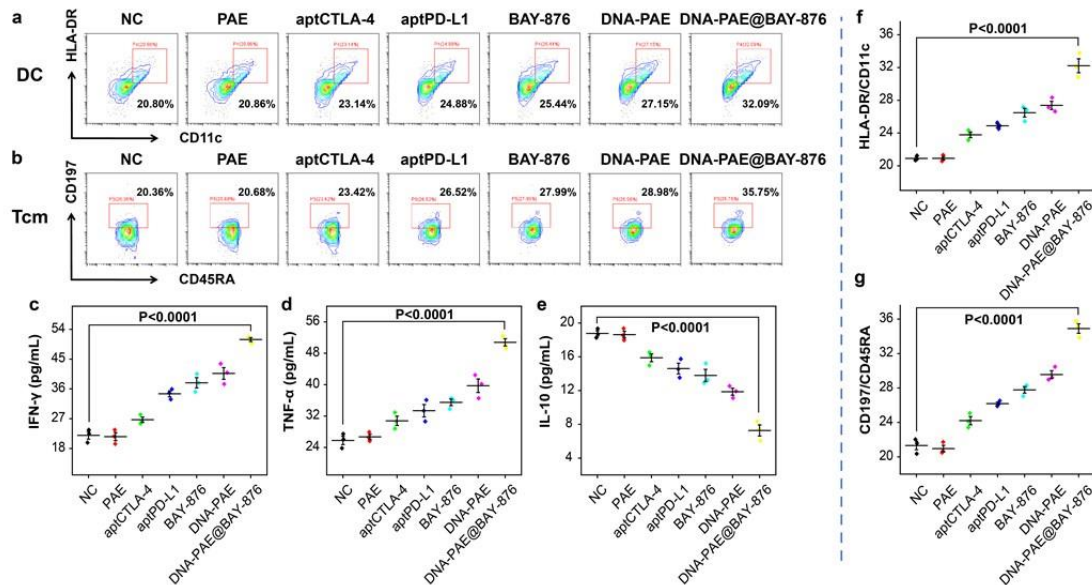 a NC PAE aptCTLA-4 aptPD-L1 BAY-876 DNA-PAE DNA-PAE@BAY-876
HLA-DR
DC
20.80% 20.86% 23.14% 24.88% 25.44% 27.15% 32.09%
CD11c
b NC PAE aptCTLA-4 aptPD-L1 BAY-876 DNA-PAE DNA-PAE@BAY-876
CD197
20.36% 20.68% 23.42% 26.52% 27.99% 28.98% 35.75%
Tcm
CD45RA
c
P<0.0001
54
45
36
27
18
IFN-γ (pg/mL)
NC
PAE
aptCTLA-4
aptPD-L1
BAY-876
DNA-PAE
DNA-PAE@BAY-876
d
P<0.0001
56
48
40
32
24
TNF-α (pg/mL)
NC
PAE
aptCTLA-4
aptPD-L1
BAY-876
DNA-PAE
DNA-PAE@BAY-876
e
P<0.0001
20
16
12
8
4
IL-10 (pg/mL)
NC
PAE
aptCTLA-4
aptPD-L1
BAY-876
DNA-PAE
DNA-PAE@BAY-876
f
P<0.0001
36
32
28
24
20
HLA-DR/CD11c
NC
PAE
aptCTLA-4
aptPD-L1
BAY-876
DNA-PAE
DNA-PAE@BAY-876
g
P<0.0001
36
32
28
24
20
CD197/CD45RA
NC
PAE
aptCTLA-4
aptPD-L1
BAY-876
DNA-PAE
DNA-PAE@BAY-876